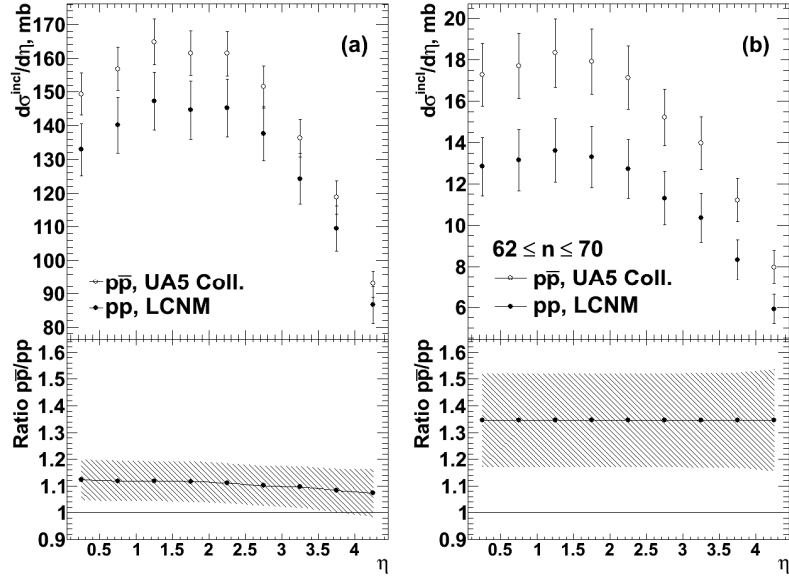 dσ^incl/dη, mb
170
160
150
140
130
120
110
100
90
80
(a)
pp̅, UA5 Coll.
pp, LCNM
Ratio pp̅/pp
1.6
1.5
1.4
1.3
1.2
1.1
1
0.9
0.5 1 1.5 2 2.5 3 3.5 4
η
dσ^incl/dη, mb
20
18
16
14
12
10
8
6
(b)
62 ≤ n ≤ 70
pp̅, UA5 Coll.
pp, LCNM
Ratio pp̅/pp
1.6
1.5
1.4
1.3
1.2
1.1
1
0.9
0.5 1 1.5 2 2.5 3 3.5 4
η